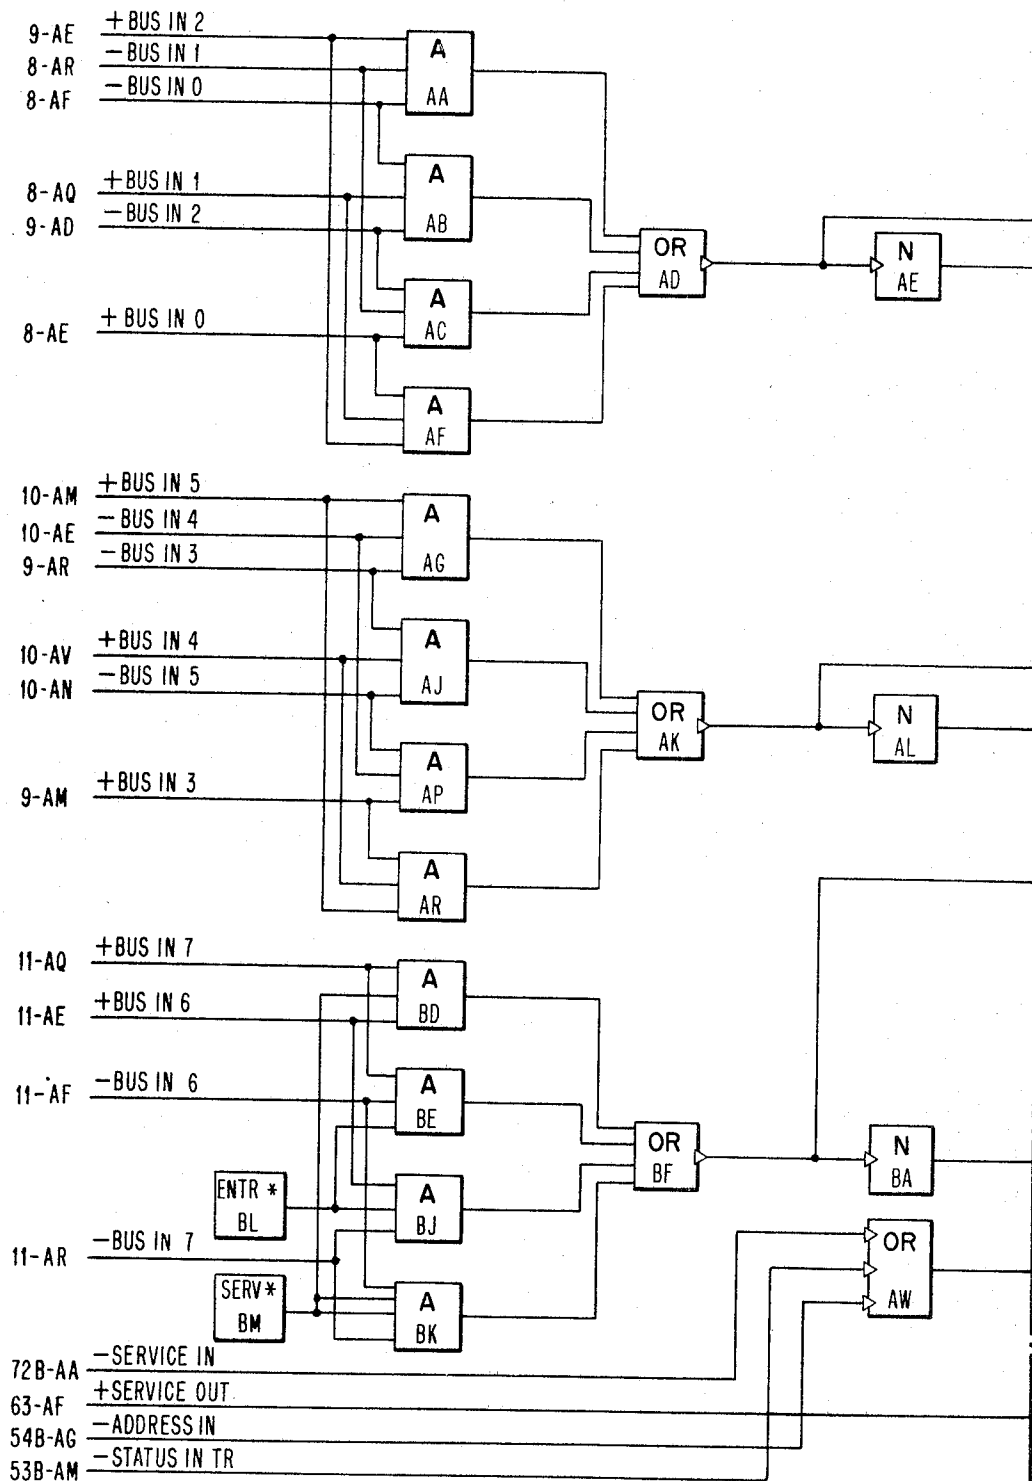 9-AE +BUS IN 2
8-AR -BUS IN 1
8-AF -BUS IN 0
A
AA
8-AQ +BUS IN 1
9-AD -BUS IN 2
A
AB
OR
AD
N
AE
8-AE +BUS IN 0
A
AC
A
AF
10-AM +BUS IN 5
10-AE -BUS IN 4
9-AR -BUS IN 3
A
AG
10-AV +BUS IN 4
10-AN -BUS IN 5
A
AJ
OR
AK
N
AL
9-AM +BUS IN 3
A
AP
A
AR
11-AQ +BUS IN 7
11-AE +BUS IN 6
A
BD
11-AF -BUS IN 6
A
BE
OR
BF
N
BA
ENTR *
BL
A
BJ
11-AR -BUS IN 7
SERV*
BM
A
BK
OR
AW
72B-AA -SERVICE IN
63-AF +SERVICE OUT
54B-AG -ADDRESS IN
53B-AM -STATUS IN TR